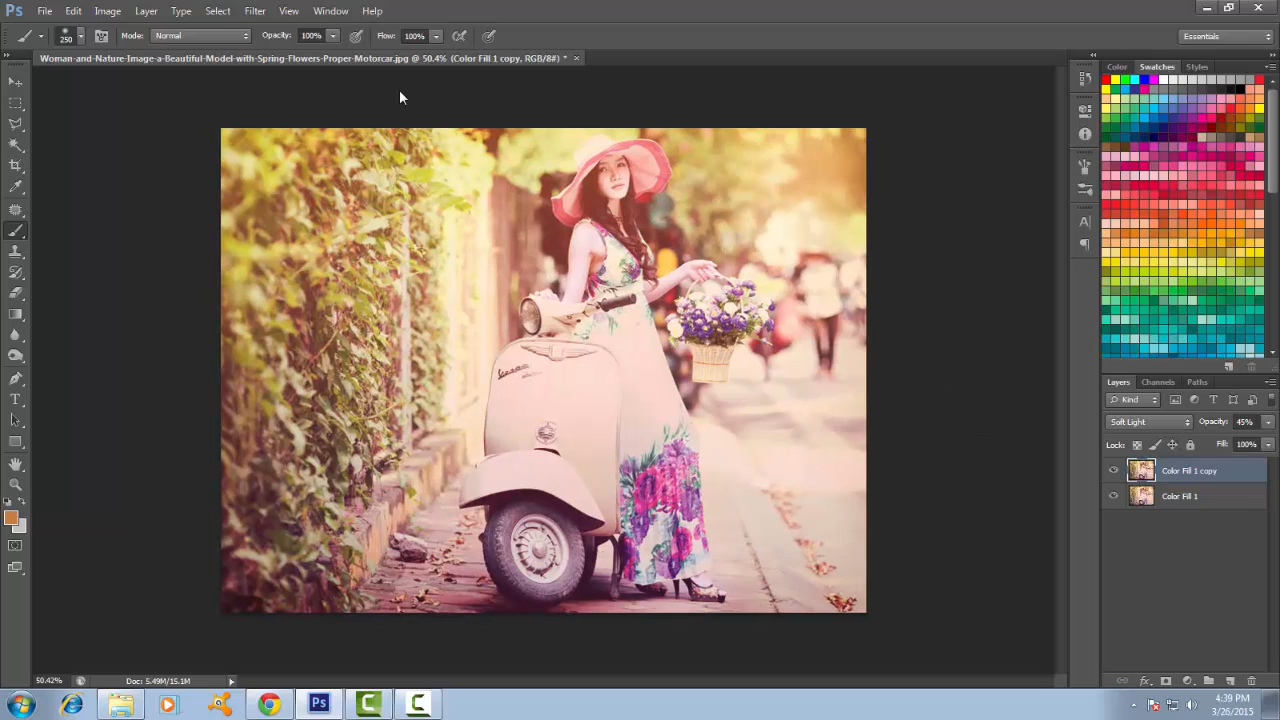 Ps File Edit Image Layer Type Select Filter View Window Help
250 Mode: Normal Opacity: 100% Flow: 100% Essentials
Woman-and-Nature-Image-a-Beautiful-Model-with-Spring-Flowers-Proper-Motorcar.jpg @ 50.4% (Color Fill 1 copy, RGB/8#) * ×
Color Swatches Styles
Vespa
Layers Channels Paths
Kind
Soft Light Opacity: 45%
Lock: Fill: 100%
Color Fill 1 copy
Color Fill 1
50.42% Doc: 5.49M/15.1M
fx
Ps
4:39 PM
3/26/2015